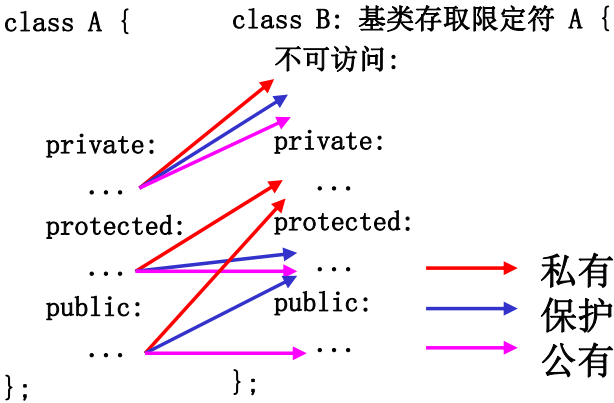 class A {
private:
...
protected:
...
public:
...
};
class B: 基类存取限定符 A {
不可访问:
private:
...
protected:
...
public:
...
};
私有
保护
公有